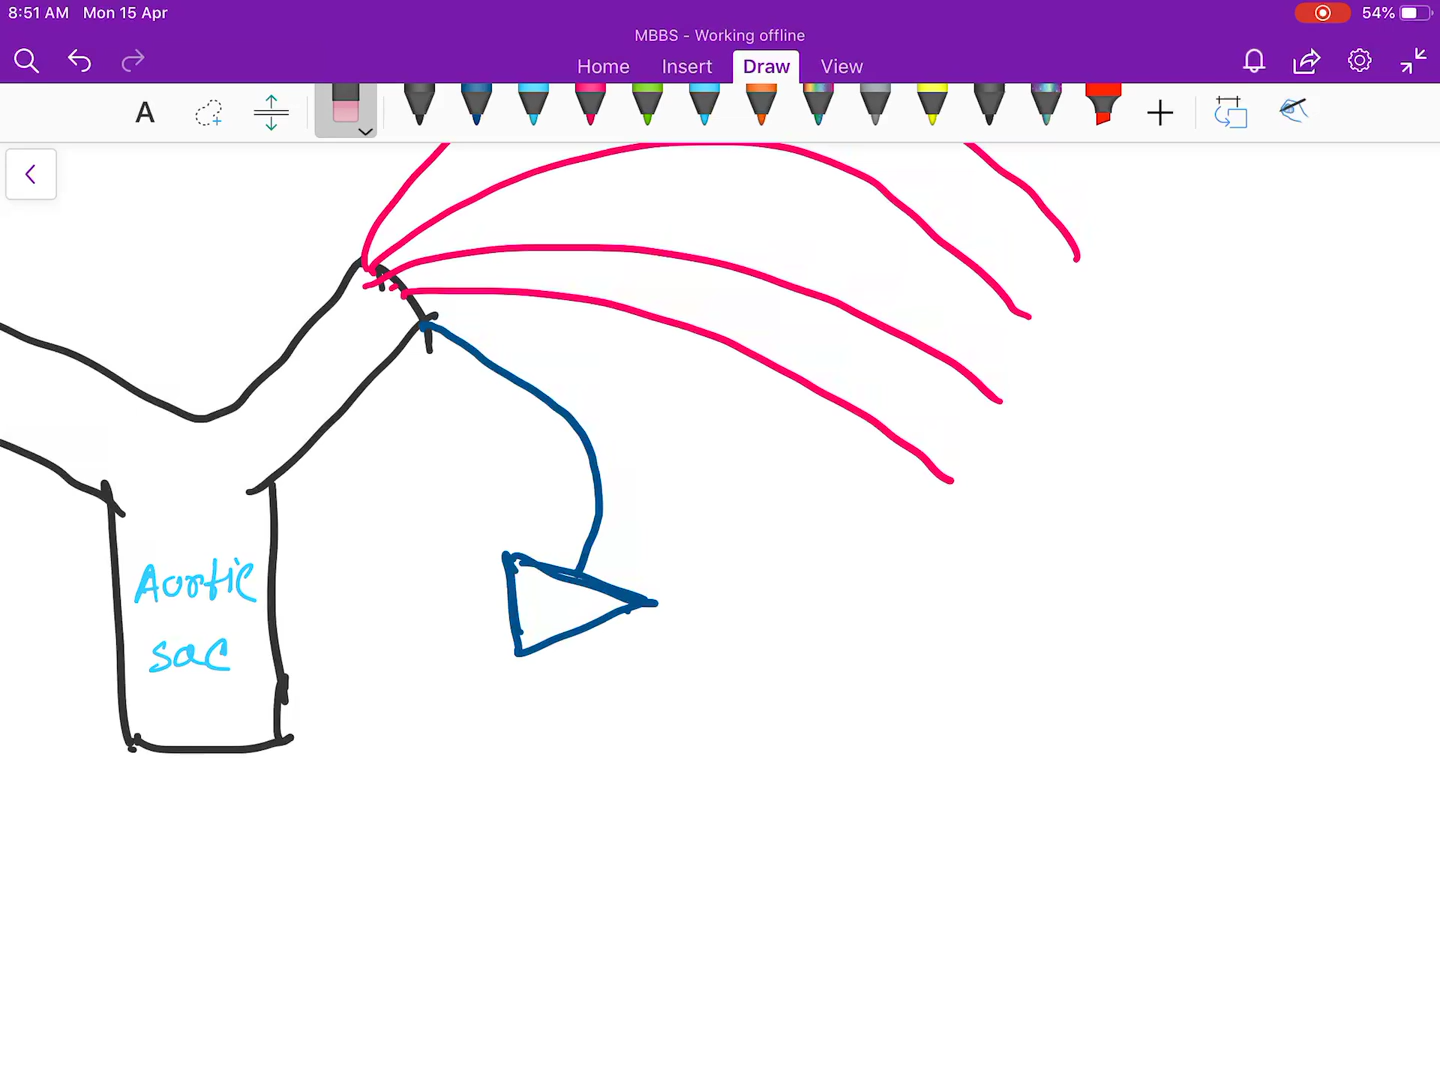 8:51 AM Mon 15 Apr
54%
MBBS - Working offline
Home Insert Draw View
A
Aortic
sac